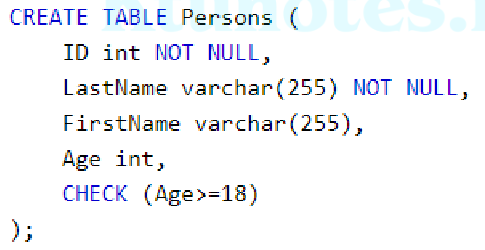 CREATE TABLE Persons (
    ID int NOT NULL,
    LastName varchar(255) NOT NULL,
    FirstName varchar(255),
    Age int,
    CHECK (Age>=18)
);